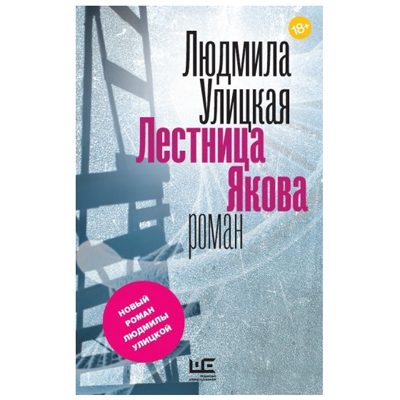 18+
Людмила
Улицкая
Лестница
Якова
роман
НОВЫЙ
РОМАН
ЛЮДМИЛЫ
УЛИЦКОЙ